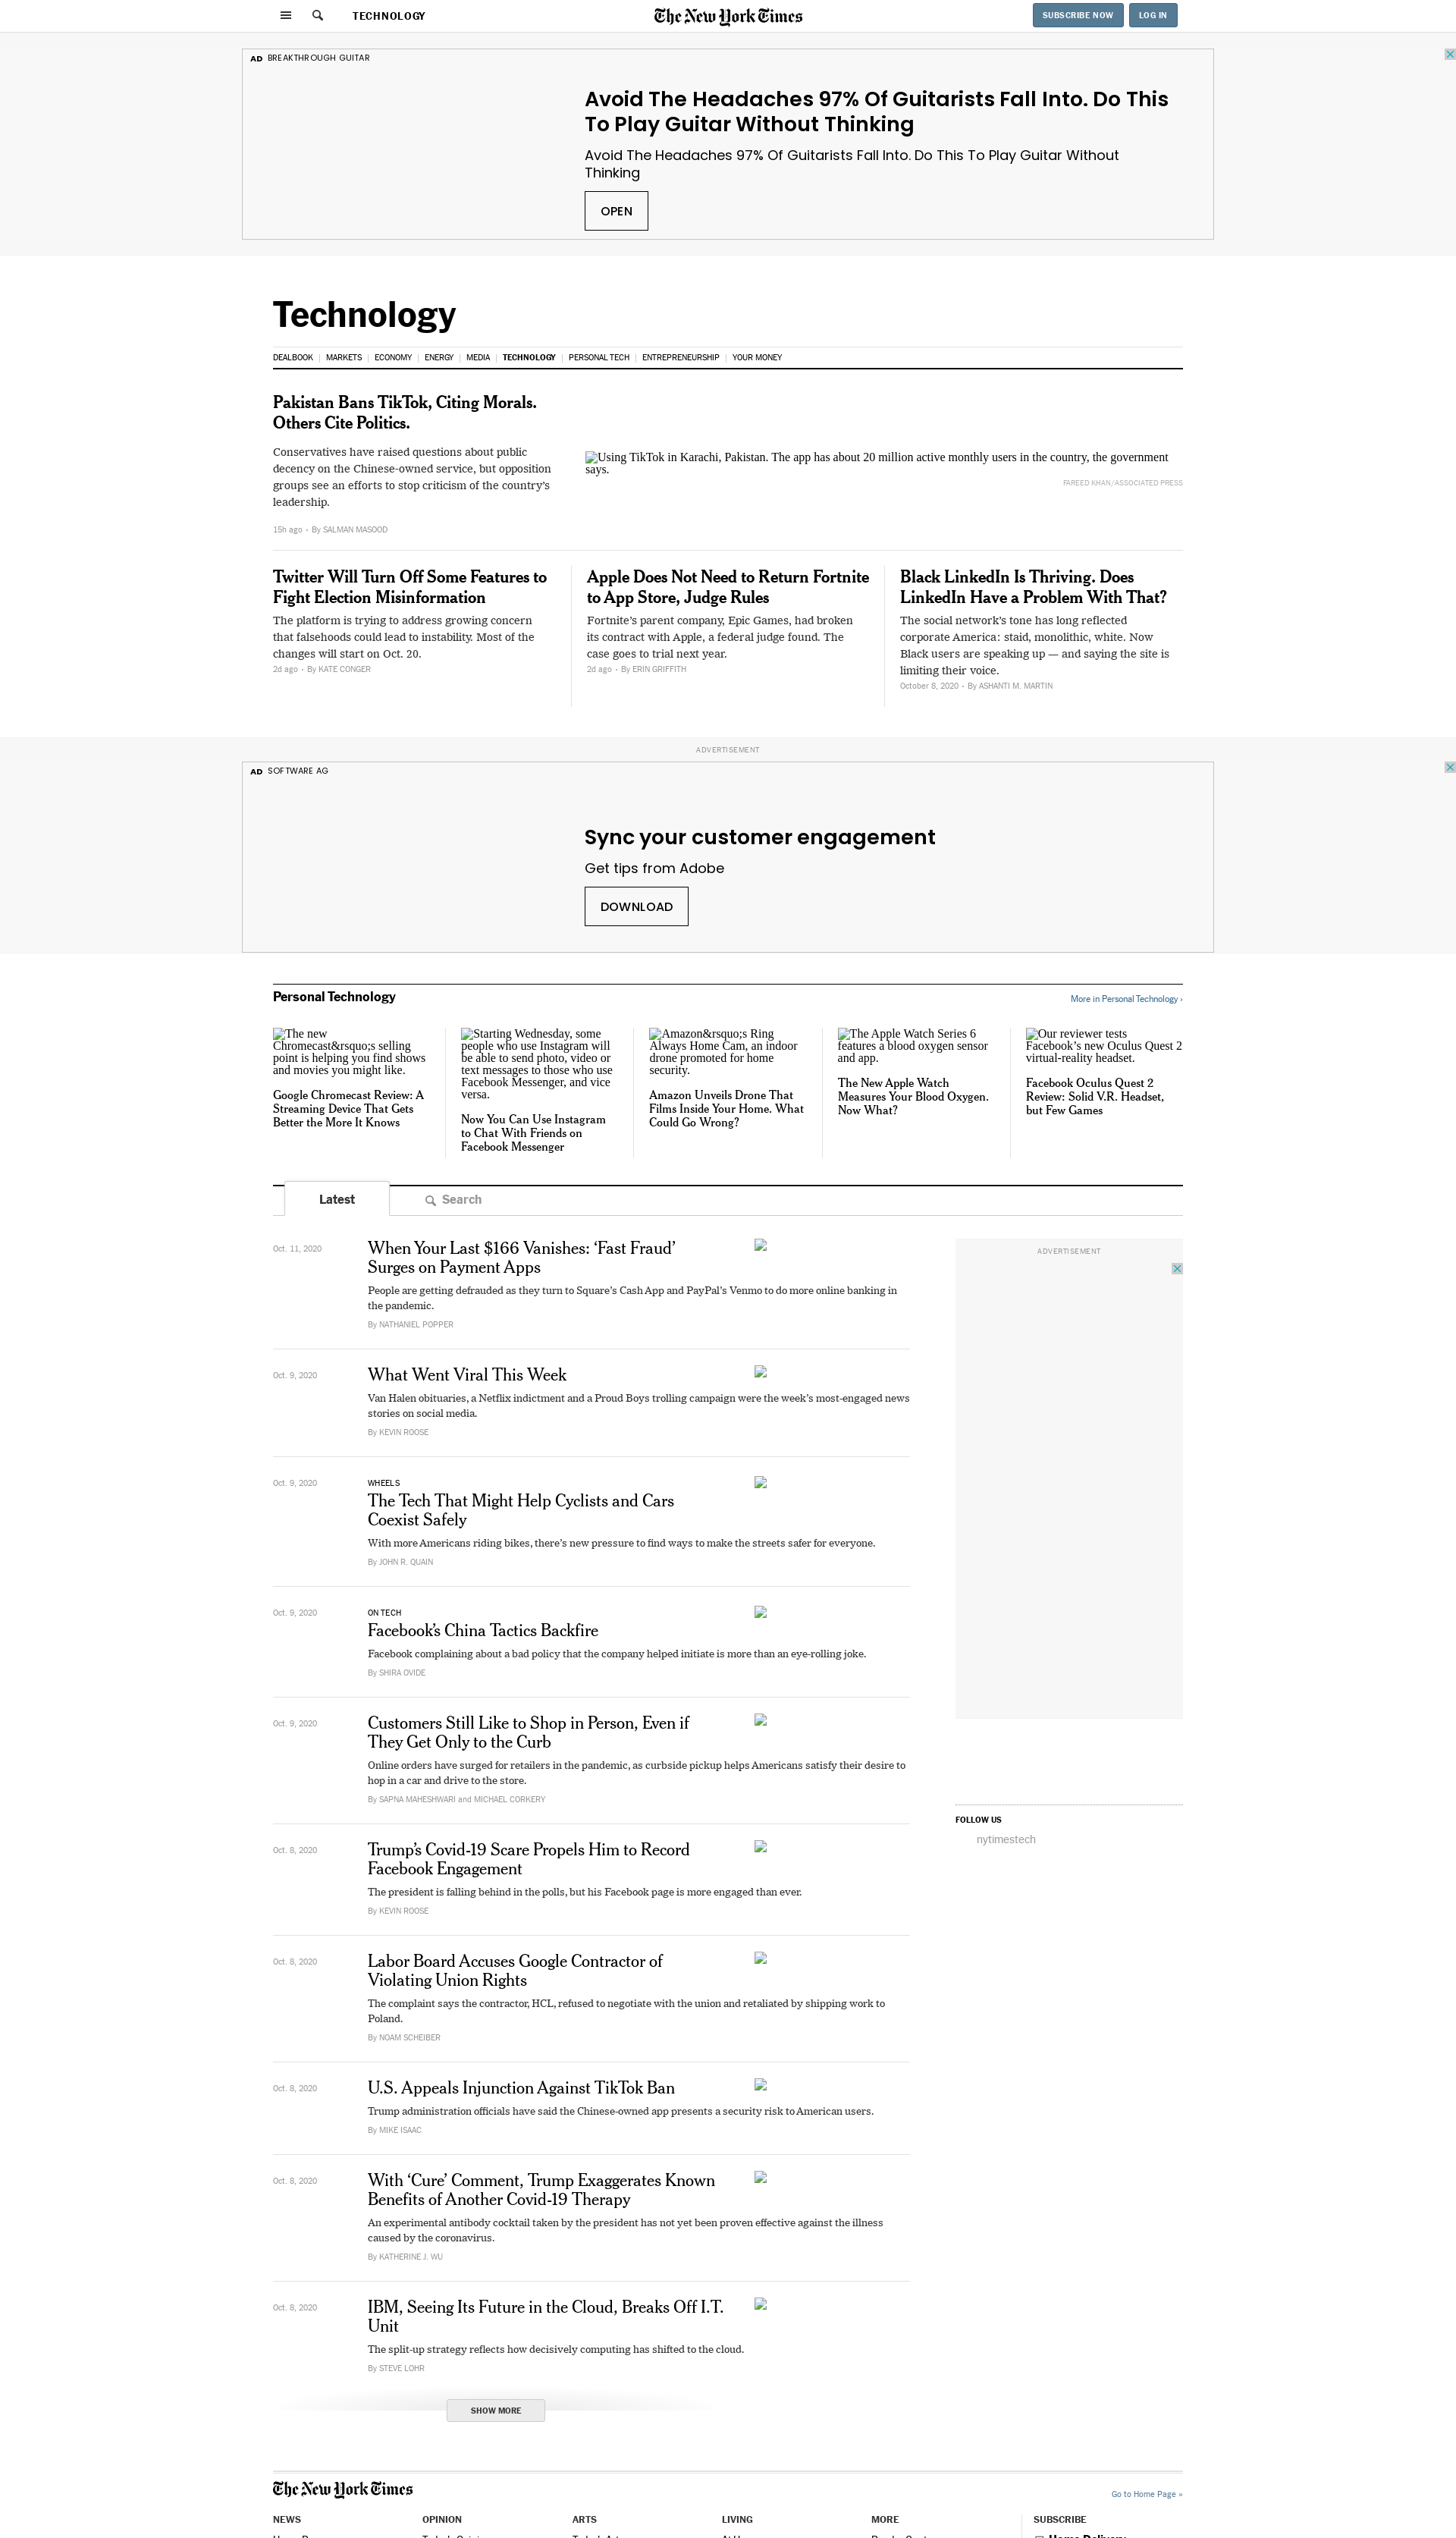 TECHNOLOGY
The New York Times
SUBSCRIBE NOW
LOG IN
AD BREAKTHROUGH GUITAR
Avoid The Headaches 97% Of Guitarists Fall Into. Do This
To Play Guitar Without Thinking
Avoid The Headaches 97% Of Guitarists Fall Into. Do This To Play Guitar Without
Thinking
OPEN
Technology
DEALBOOK | MARKETS | ECONOMY | ENERGY | MEDIA | TECHNOLOGY | PERSONAL TECH | ENTREPRENEURSHIP | YOUR MONEY
Pakistan Bans TikTok, Citing Morals.
Others Cite Politics.
Conservatives have raised questions about public
decency on the Chinese-owned service, but opposition
groups see an efforts to stop criticism of the country’s
leadership.
15h ago • By SALMAN MASOOD
Using TikTok in Karachi, Pakistan. The app has about 20 million active monthly users in the country, the government
says.
FAREED KHAN/ASSOCIATED PRESS
Twitter Will Turn Off Some Features to
Fight Election Misinformation
The platform is trying to address growing concern
that falsehoods could lead to instability. Most of the
changes will start on Oct. 20.
2d ago • By KATE CONGER
Apple Does Not Need to Return Fortnite
to App Store, Judge Rules
Fortnite’s parent company, Epic Games, had broken
its contract with Apple, a federal judge found. The
case goes to trial next year.
2d ago • By ERIN GRIFFITH
Black LinkedIn Is Thriving. Does
LinkedIn Have a Problem With That?
The social network’s tone has long reflected
corporate America: staid, monolithic, white. Now
Black users are speaking up — and saying the site is
limiting their voice.
October 8, 2020 • By ASHANTI M. MARTIN
ADVERTISEMENT
AD SOFTWARE AG
Sync your customer engagement
Get tips from Adobe
DOWNLOAD
Personal Technology
More in Personal Technology ›
The new
Chromecast&rsquo;s selling
point is helping you find shows
and movies you might like.
Google Chromecast Review: A
Streaming Device That Gets
Better the More It Knows
Starting Wednesday, some
people who use Instagram will
be able to send photo, video or
text messages to those who use
Facebook Messenger, and vice
versa.
Now You Can Use Instagram
to Chat With Friends on
Facebook Messenger
Amazon&rsquo;s Ring
Always Home Cam, an indoor
drone promoted for home
security.
Amazon Unveils Drone That
Films Inside Your Home. What
Could Go Wrong?
The Apple Watch Series 6
features a blood oxygen sensor
and app.
The New Apple Watch
Measures Your Blood Oxygen.
Now What?
Our reviewer tests
Facebook’s new Oculus Quest 2
virtual-reality headset.
Facebook Oculus Quest 2
Review: Solid V.R. Headset,
but Few Games
Latest
Search
Oct. 11, 2020
When Your Last $166 Vanishes: ‘Fast Fraud’
Surges on Payment Apps
People are getting defrauded as they turn to Square’s Cash App and PayPal’s Venmo to do more online banking in
the pandemic.
By NATHANIEL POPPER
Oct. 9, 2020
What Went Viral This Week
Van Halen obituaries, a Netflix indictment and a Proud Boys trolling campaign were the week’s most-engaged news
stories on social media.
By KEVIN ROOSE
Oct. 9, 2020
WHEELS
The Tech That Might Help Cyclists and Cars
Coexist Safely
With more Americans riding bikes, there’s new pressure to find ways to make the streets safer for everyone.
By JOHN R. QUAIN
Oct. 9, 2020
ON TECH
Facebook’s China Tactics Backfire
Facebook complaining about a bad policy that the company helped initiate is more than an eye-rolling joke.
By SHIRA OVIDE
Oct. 9, 2020
Customers Still Like to Shop in Person, Even if
They Get Only to the Curb
Online orders have surged for retailers in the pandemic, as curbside pickup helps Americans satisfy their desire to
hop in a car and drive to the store.
By SAPNA MAHESHWARI and MICHAEL CORKERY
Oct. 8, 2020
Trump’s Covid-19 Scare Propels Him to Record
Facebook Engagement
The president is falling behind in the polls, but his Facebook page is more engaged than ever.
By KEVIN ROOSE
Oct. 8, 2020
Labor Board Accuses Google Contractor of
Violating Union Rights
The complaint says the contractor, HCL, refused to negotiate with the union and retaliated by shipping work to
Poland.
By NOAM SCHEIBER
Oct. 8, 2020
U.S. Appeals Injunction Against TikTok Ban
Trump administration officials have said the Chinese-owned app presents a security risk to American users.
By MIKE ISAAC
Oct. 8, 2020
With ‘Cure’ Comment, Trump Exaggerates Known
Benefits of Another Covid-19 Therapy
An experimental antibody cocktail taken by the president has not yet been proven effective against the illness
caused by the coronavirus.
By KATHERINE J. WU
Oct. 8, 2020
IBM, Seeing Its Future in the Cloud, Breaks Off I.T.
Unit
The split-up strategy reflects how decisively computing has shifted to the cloud.
By STEVE LOHR
SHOW MORE
ADVERTISEMENT
FOLLOW US
nytimestech
The New York Times
Go to Home Page »
NEWS
OPINION
ARTS
LIVING
MORE
SUBSCRIBE